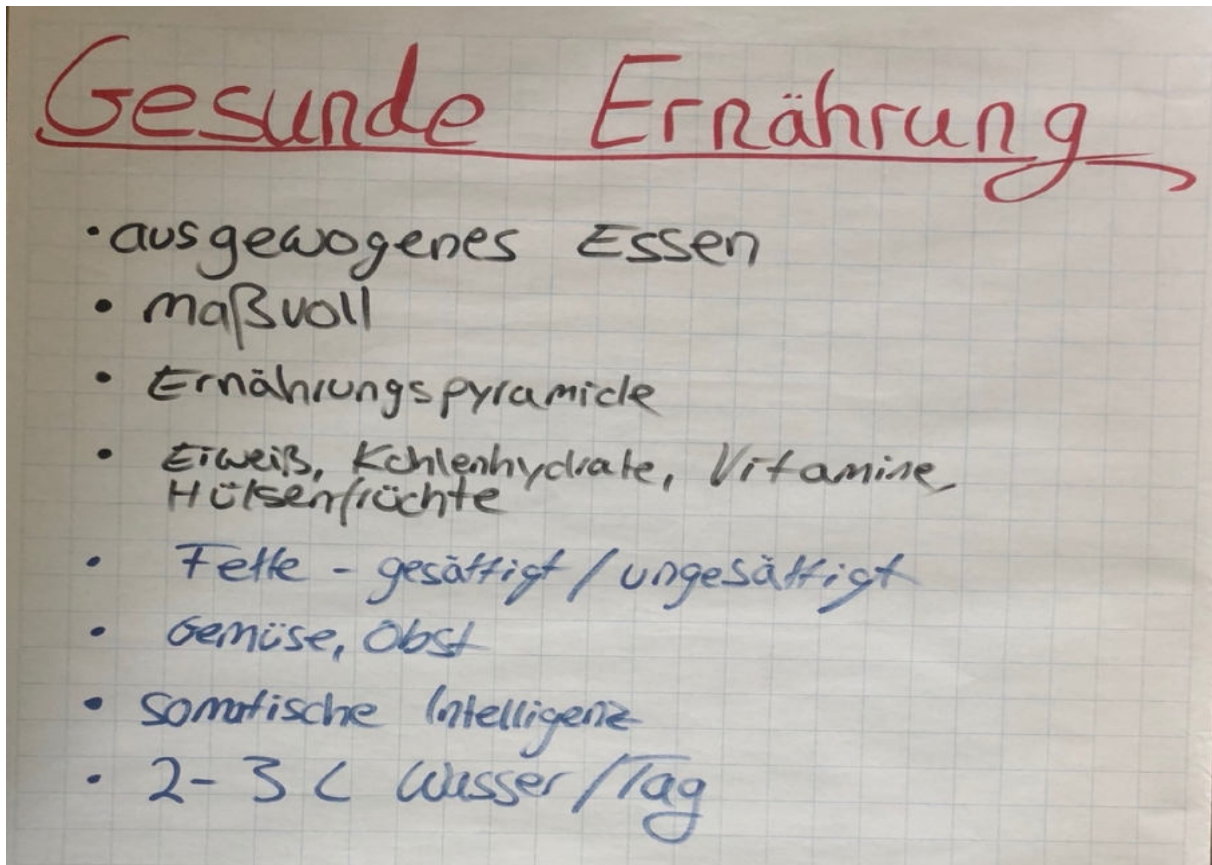 Gesunde Ernährung
• ausgewogenes Essen
• maßvoll
• Ernährungspyramide
• Eiweiß, Kohlenhydrate, Vitamine,
Hülsenfrüchte
• Fette - gesättigt / ungesättigt
• Gemüse, Obst
• somatische Intelligenz
• 2-3 L Wasser / Tag